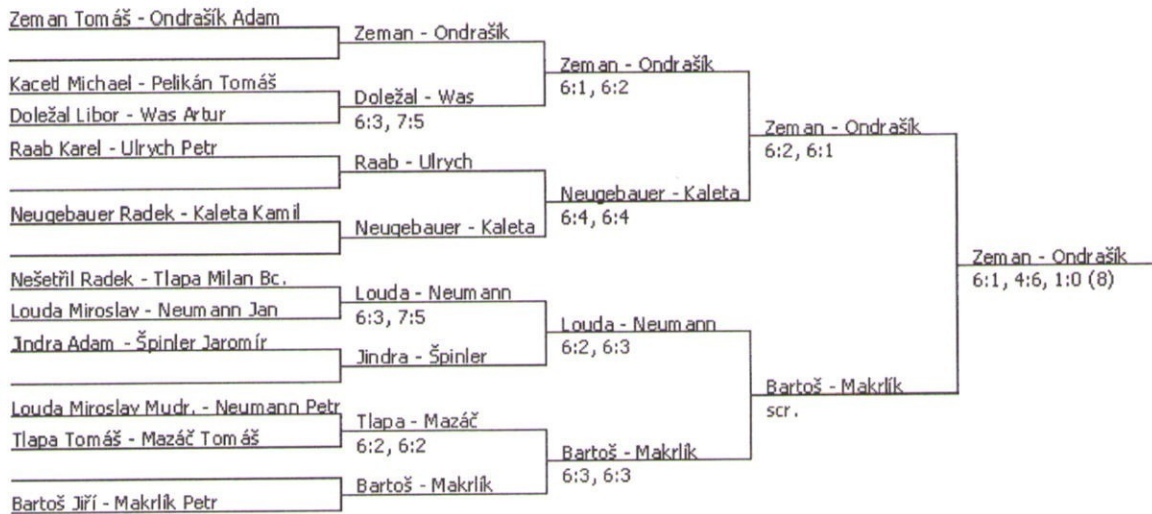 Zeman Tomáš - Ondrašík Adam
Kacetl Michael - Pelikán Tomáš
Doležal Libor - Was Artur
Raab Karel - Ulrych Petr
Neugebauer Radek - Kaleta Kamil
Nešetřil Radek - Tlapa Milan Bc.
Louda Miroslav - Neumann Jan
Jindra Adam - Špinler Jaromír
Louda Miroslav Mudr. - Neumann Petr
Tlapa Tomáš - Mazáč Tomáš
Bartoš Jiří - Makrlík Petr
Zeman - Ondrašík
Doležal - Was
6:3, 7:5
Raab - Ulrych
Neugebauer - Kaleta
Louda - Neumann
6:3, 7:5
Jindra - Špinler
Tlapa - Mazáč
6:2, 6:2
Bartoš - Makrlík
Zeman - Ondrašík
6:1, 6:2
Neugebauer - Kaleta
6:4, 6:4
Louda - Neumann
6:2, 6:3
Bartoš - Makrlík
6:3, 6:3
Zeman - Ondrašík
6:2, 6:1
Bartoš - Makrlík
scr.
Zeman - Ondrašík
6:1, 4:6, 1:0 (8)